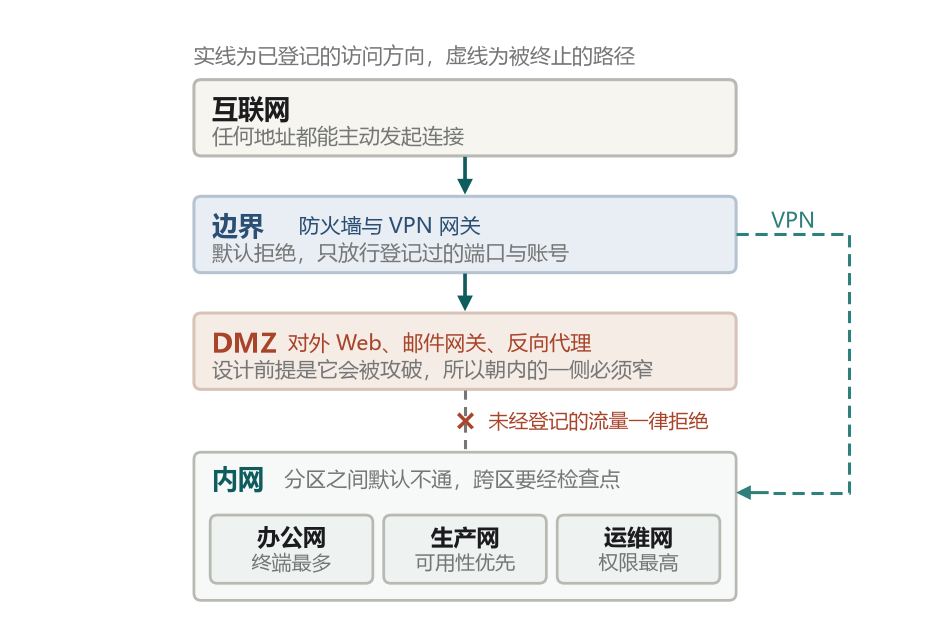 实线为已登记的访问方向，虚线为被终止的路径
互联网
任何地址都能主动发起连接
边界 防火墙与 VPN 网关
默认拒绝，只放行登记过的端口与账号
VPN
DMZ 对外 Web、邮件网关、反向代理
设计前提是它会被攻破，所以朝内的一侧必须窄
未经登记的流量一律拒绝
内网 分区之间默认不通，跨区要经检查点
办公网
终端最多
生产网
可用性优先
运维网
权限最高